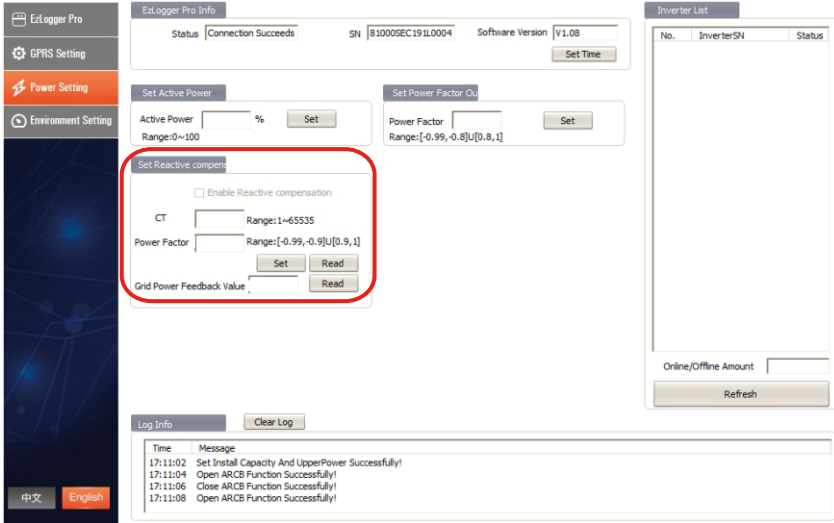 EzLogger Pro
GPRS Setting
Power Setting
Environment Setting
中文 English
EzLogger Pro Info
Status Connection Succeeds SN 81000SEC191L0004 Software Version V1.08
Set Time
Set Active Power
Active Power % Set
Range:0~100
Set Power Factor Ou
Power Factor Set
Range:[-0.99,-0.8]U[0.8,1]
Set Reactive compens
Enable Reactive compensation
CT Range:1~65535
Power Factor Range:[-0.99,-0.9]U[0.9,1]
Set Read
Grid Power Feedback Value Read
Inverter List
No. InverterSN Status
Online/Offline Amount
Refresh
Log Info Clear Log
Time Message
17:11:02 Set Install Capacity And UpperPower Successfully!
17:11:04 Open ARCB Function Successfully!
17:11:06 Close ARCB Function Successfully!
17:11:08 Open ARCB Function Successfully!